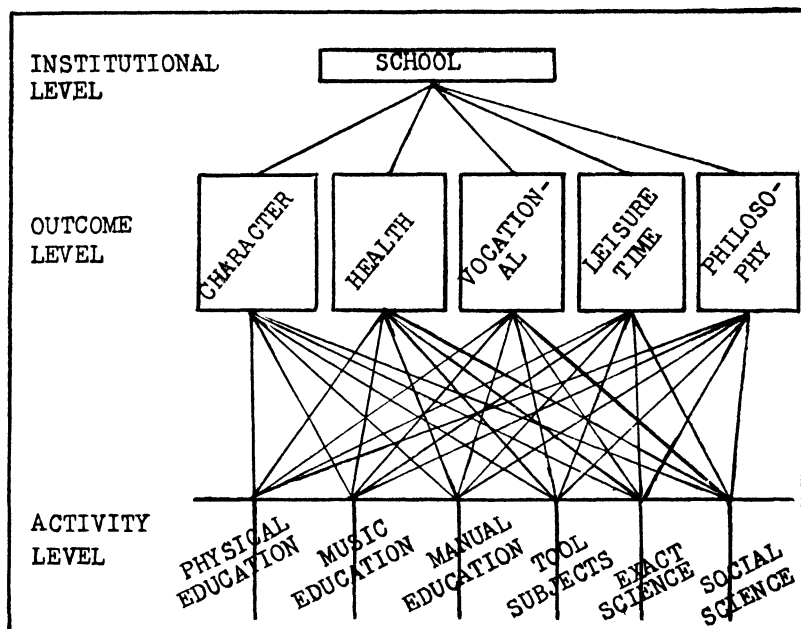 INSTITUTIONAL
LEVEL
SCHOOL
OUTCOME
LEVEL
CHARACTER
HEALTH
VOCATION-
AL
LEISURE
TIME
PHILOSO-
PHY
ACTIVITY
LEVEL
PHYSICAL
EDUCATION
MUSIC
EDUCATION
MANUAL
EDUCATION
TOOL
SUBJECTS
EXACT
SCIENCE
SOCIAL
SCIENCE